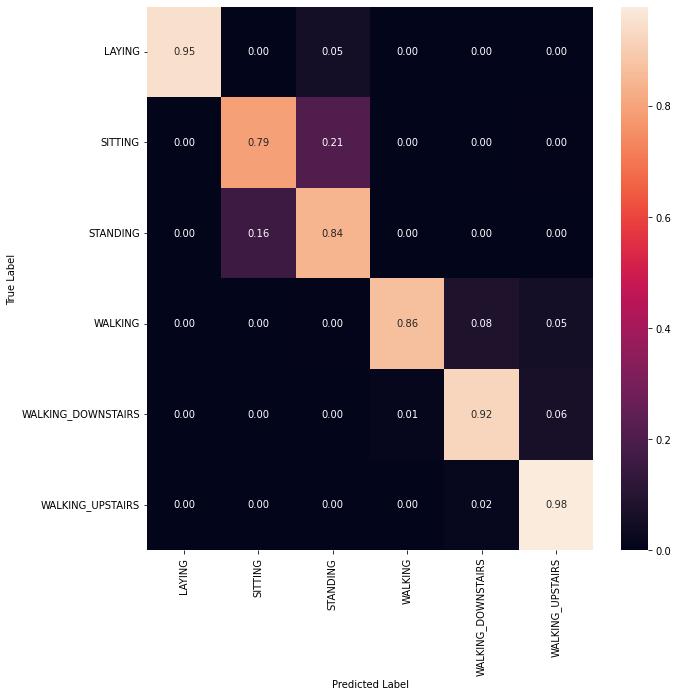 LAYING 0.95 0.00 0.05 0.00 0.00 0.00
SITTING 0.00 0.79 0.21 0.00 0.00 0.00
STANDING 0.00 0.16 0.84 0.00 0.00 0.00
WALKING 0.00 0.00 0.00 0.86 0.08 0.05
WALKING_DOWNSTAIRS 0.00 0.00 0.00 0.01 0.92 0.06
WALKING_UPSTAIRS 0.00 0.00 0.00 0.00 0.02 0.98
True Label
LAYING
SITTING
STANDING
WALKING
WALKING_DOWNSTAIRS
WALKING_UPSTAIRS
Predicted Label
0.8
0.6
0.4
0.2
0.0